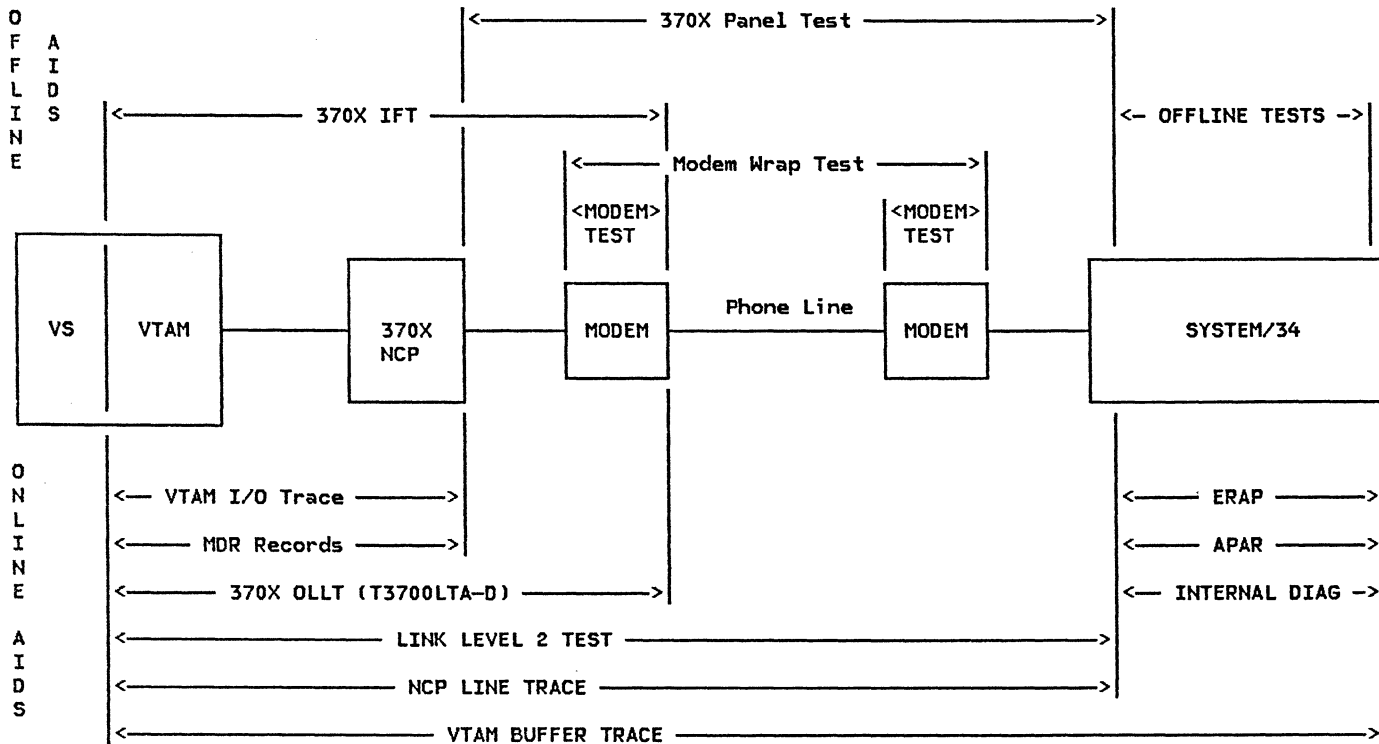 OFFLINE
AIDS
370X Panel Test
370X IFT
OFFLINE TESTS
Modem Wrap Test
<MODEM>
TEST
<MODEM>
TEST
VS
VTAM
370X
NCP
MODEM
Phone Line
MODEM
SYSTEM/34
ONLINE
AIDS
VTAM I/O Trace
ERAP
MDR Records
APAR
370X OLLT (T3700LTA-D)
INTERNAL DIAG
LINK LEVEL 2 TEST
NCP LINE TRACE
VTAM BUFFER TRACE